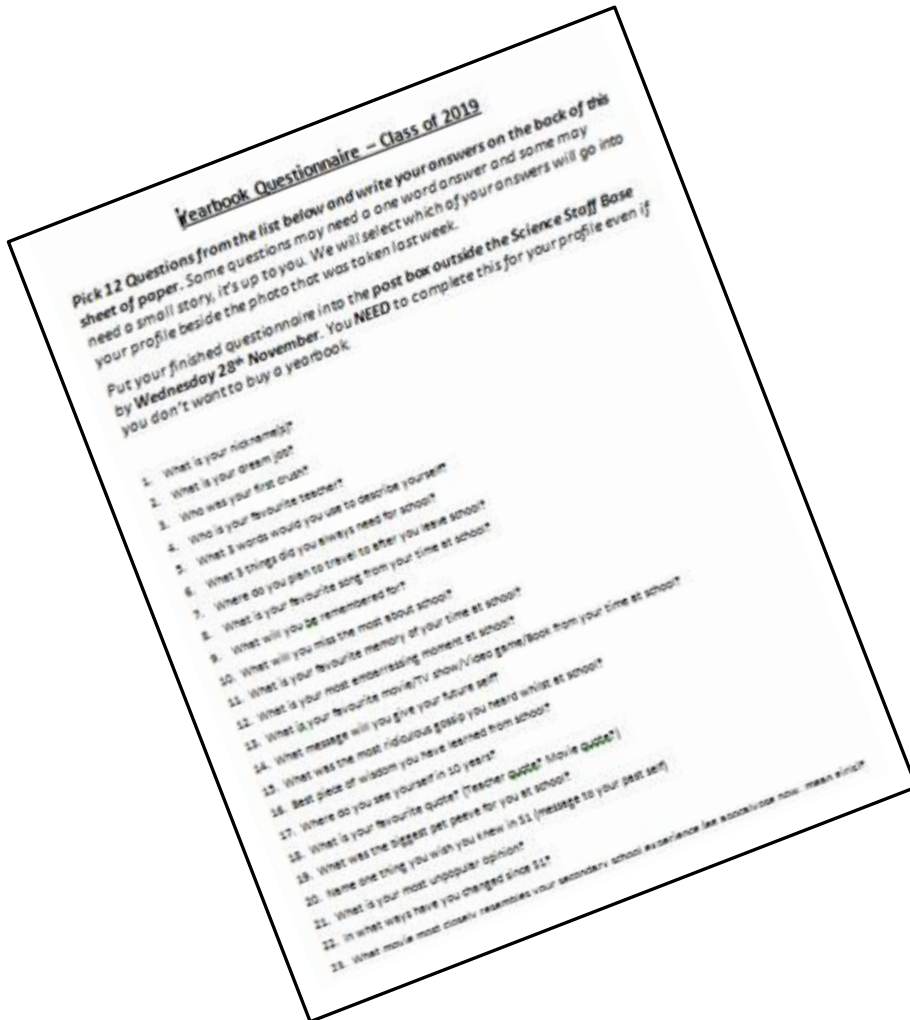 Yearbook Questionnaire – Class of 2019
Pick 12 Questions from the list below and write your answers on the back of this
sheet of paper. Some questions may need a one word answer and some may
need a small story, it's up to you. We will select which of your answers will go into
your profile beside the photo that was taken last week.
Put your finished questionnaire into the post box outside the Science Staff Base
by Wednesday 28th November. You NEED to complete this for your profile even if
you don't want to buy a yearbook.
1. What is your nickname(s)?
2. What is your dream job?
3. Who was your first crush?
4. Who is your favourite teacher?
5. What 3 words would you use to describe yourself?
6. What 3 things did you always need for school?
7. Where do you plan to travel to after you leave school?
8. What is your favourite song from your time at school?
9. What will you be remembered for?
10. What will you miss the most about school?
11. What is your favourite memory of your time at school?
12. What is your most embarrassing moment at school?
13. What is your favourite movie/TV show/Video game/Book from your time at school?
14. What message will you give your future self?
15. What was the most ridiculous gossip you heard whilst at school?
16. Best piece of wisdom you have learned from school?
17. Where do you see yourself in 10 years?
18. What is your favourite quote? (Teacher quote? Movie quote?)
19. What was the biggest pet peeve for you at school?
20. Name one thing you wish you knew in S1 (message to your past self)
21. What is your most unpopular opinion?
22. In what ways have you changed since S1?
23. What movie most closely resembles your secondary school experience now, mean girls?